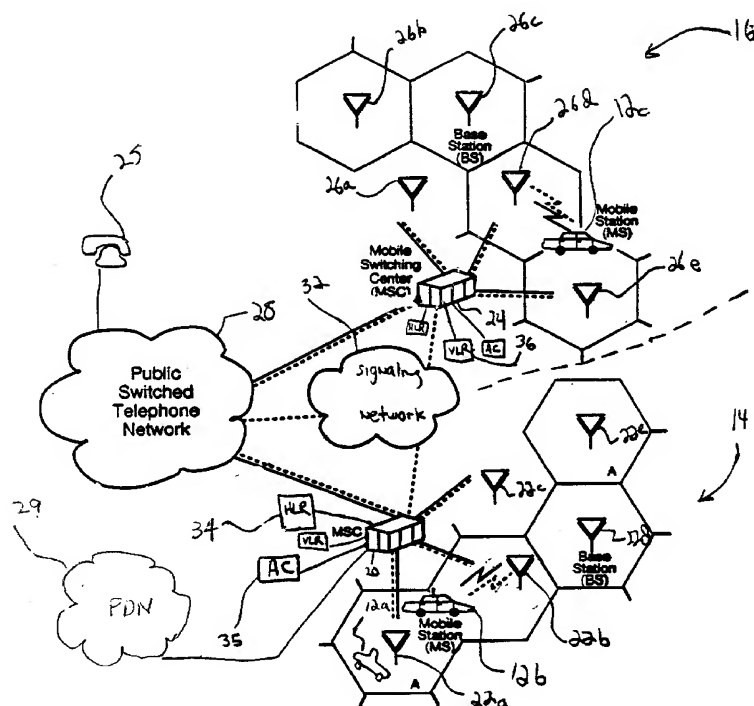 26b
26c
16
Base
Station
(BS)
26d
12c
25
26a
Mobile
Station
(MS)
Mobile
Switching
Center
(MSC)
26e
28
32
24
HLR
VLR
AC
36
Public
Switched
Telephone
Network
Signaling
Network
22e
A
14
22c
29
34
HLR
VLR
MSC
20
AC
22d
Base
Station
(BS)
PDN
35
12a
Mobile
Station
(MS)
12b
22b
A
22a